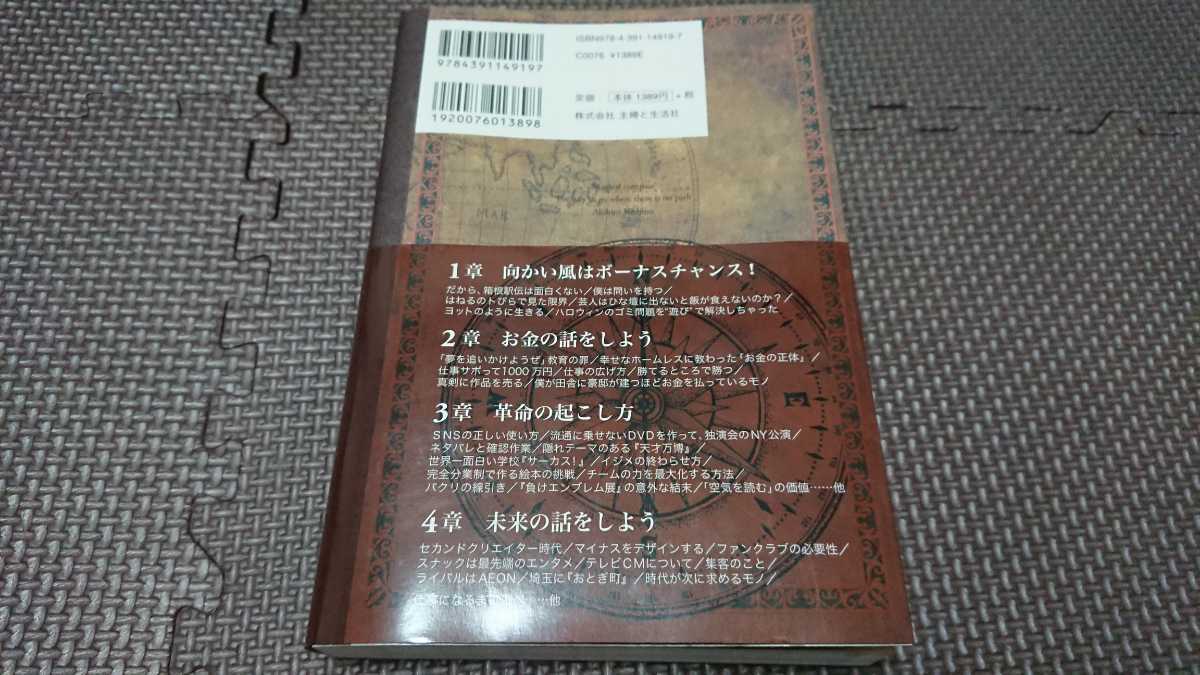 ISBN978-4-391-14919-7
9784391149197
C0076 ¥1389E
定価 本体 1389円 + 税
1920076013898
株式会社 主婦と生活社
MAR
1章 向かい風はボーナスチャンス!
だから、箱根駅伝は面白くない/僕は問いを持つ/
はねるのトびらで見た限界/芸人はひな壇に出ないと飯が食えないのか?/
ヨットのように生きる/ハロウィンのゴミ問題を"遊び"で解決しちゃった
2章 お金の話をしよう
「夢を追いかけようぜ」教育の罪/幸せなホームレスに教わった「お金の正体」/
仕事サボって1000万円/仕事の広げ方/勝てるところで勝つ/
真剣に作品を売る/僕が田舎に豪邸が建つほどお金を払っているモノ
3章 革命の起こし方
SNSの正しい使い方/流通に乗せないDVDを作って、独演会のNY公演/
ネタバレと確認作業/隠れテーマのある『天才万博』/
世界一面白い学校『サーカス!』/イジメの終わらせ方/
完全分業制で作る絵本の挑戦/チームの力を最大化する方法/
パクリの線引き/『負けエンブレム展』の意外な結末/「空気を読む」の価値……他
4章 未来の話をしよう
セカンドクリエイター時代/マイナスをデザインする/ファンクラブの必要性/
スナックは最先端のエンタメ/テレビCMについて/集客のこと/
ライバルはAEON/埼玉に『おとぎ町』/時代が次に求めるモノ/
になるま……他